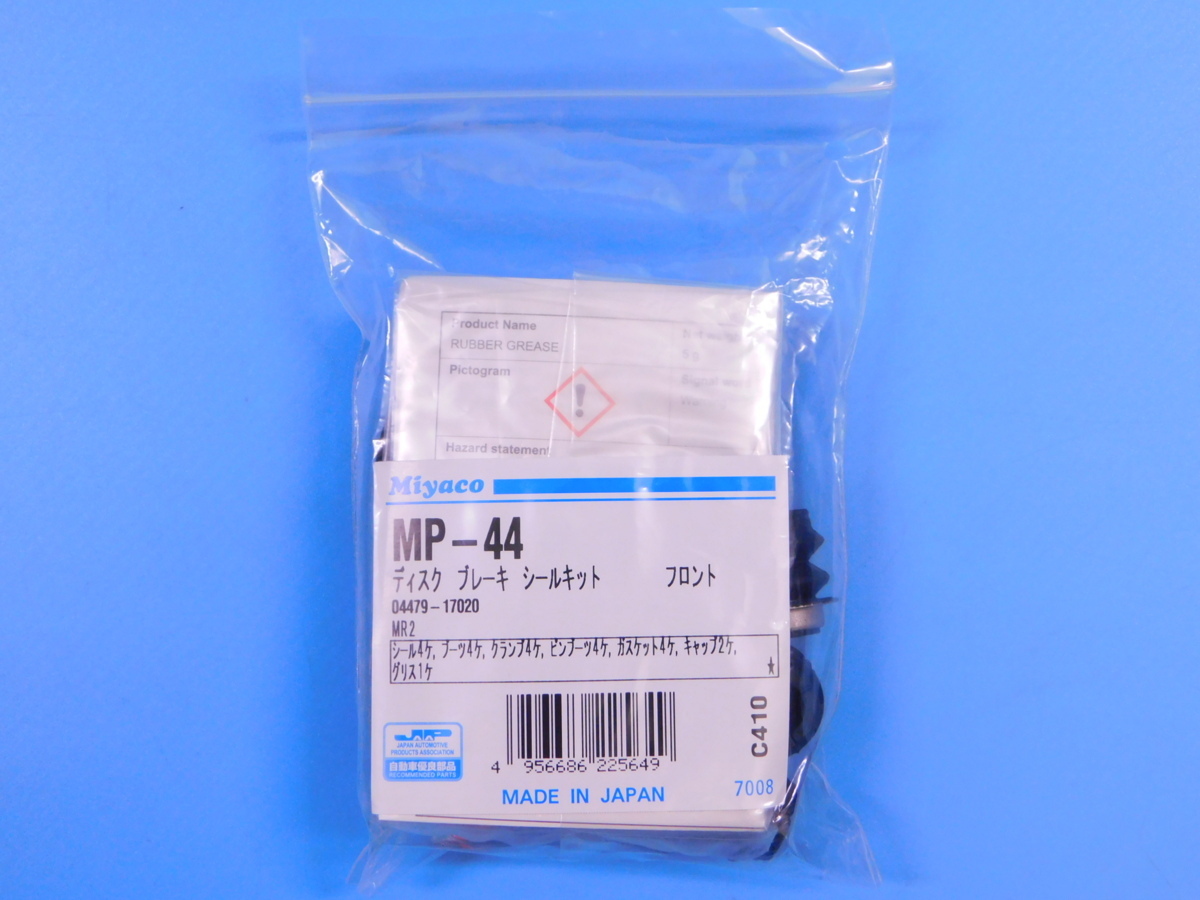 Product Name
RUBBER GREASE
5g
Pictogram
Hazard statement
Miyaco
MP-44
ディスク ブレーキ シールキット フロント
04479-17020
MR2
シール4ケ, ブーツ4ケ, クランプ4ケ, ピンブーツ4ケ, ガスケット4ケ, キャップ2ケ,
グリス1ケ ★
C410
JAPAN AUTOMOTIVE
PRODUCTS ASSOCIATION
自動車優良部品
RECOMMENDED PARTS
4 956686 225649
MADE IN JAPAN
7008